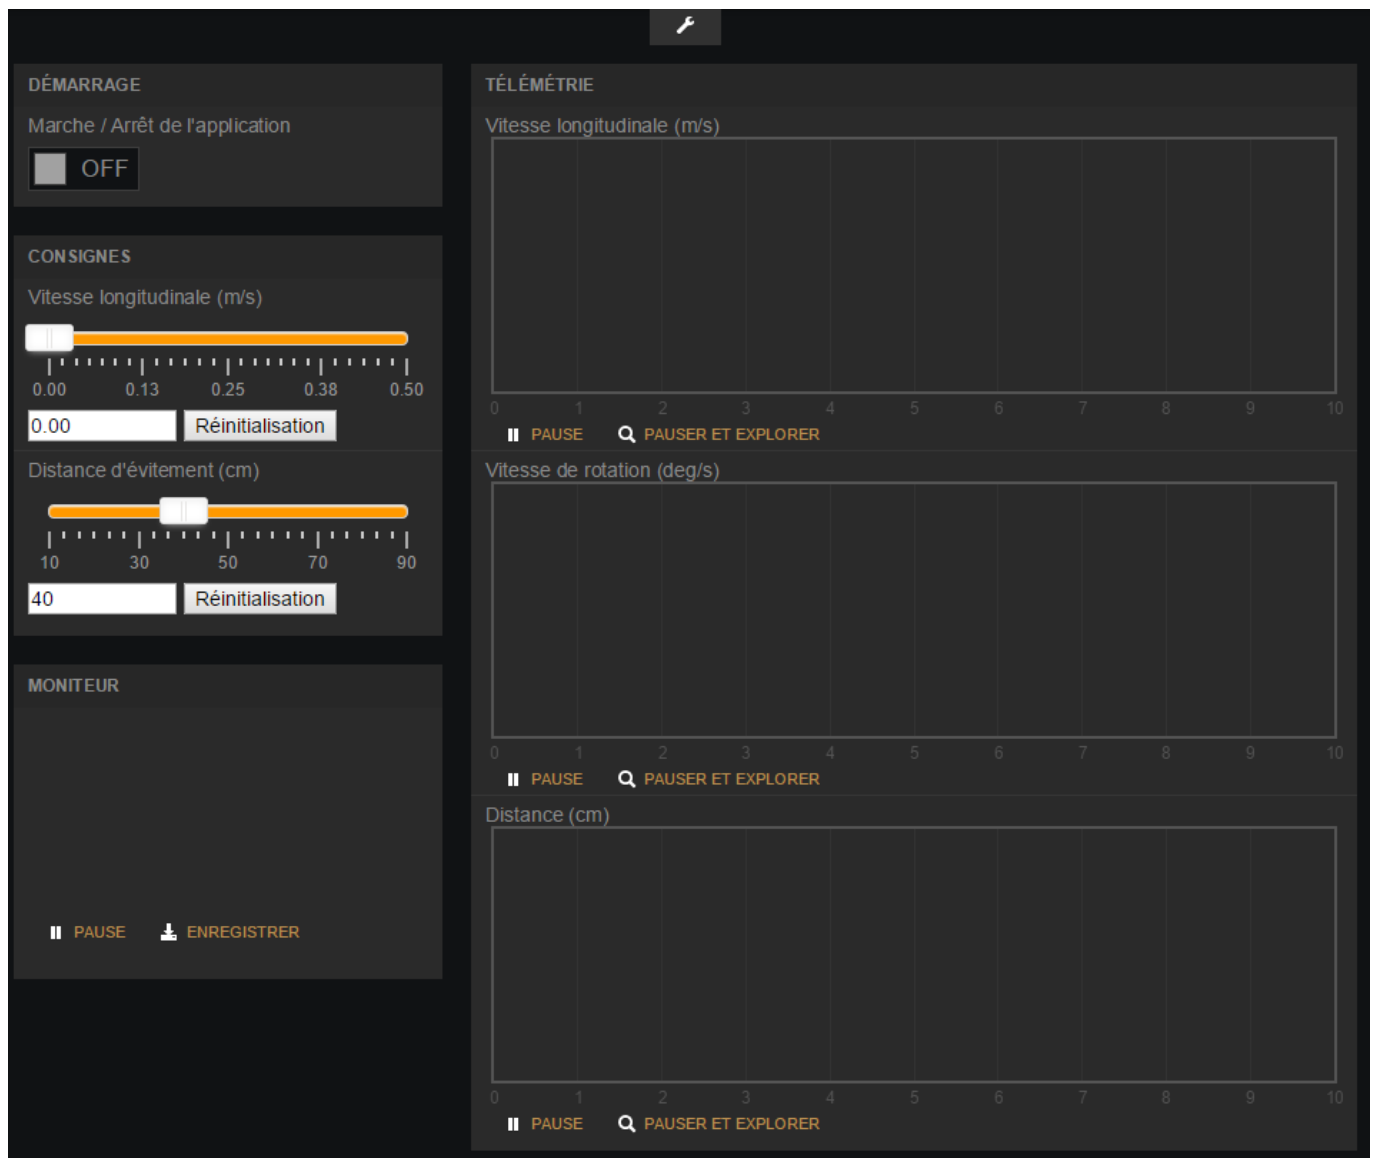 DÉMARRAGE
Marche / Arrêt de l'application
OFF
CONSIGNES
Vitesse longitudinale (m/s)
0.00 0.13 0.25 0.38 0.50
0.00 Réinitialisation
Distance d'évitement (cm)
10 30 50 70 90
40 Réinitialisation
MONITEUR
PAUSE ENREGISTRER
TÉLÉMÉTRIE
Vitesse longitudinale (m/s)
0 1 2 3 4 5 6 7 8 9 10
PAUSE PAUSER ET EXPLORER
Vitesse de rotation (deg/s)
0 1 2 3 4 5 6 7 8 9 10
PAUSE PAUSER ET EXPLORER
Distance (cm)
0 1 2 3 4 5 6 7 8 9 10
PAUSE PAUSER ET EXPLORER